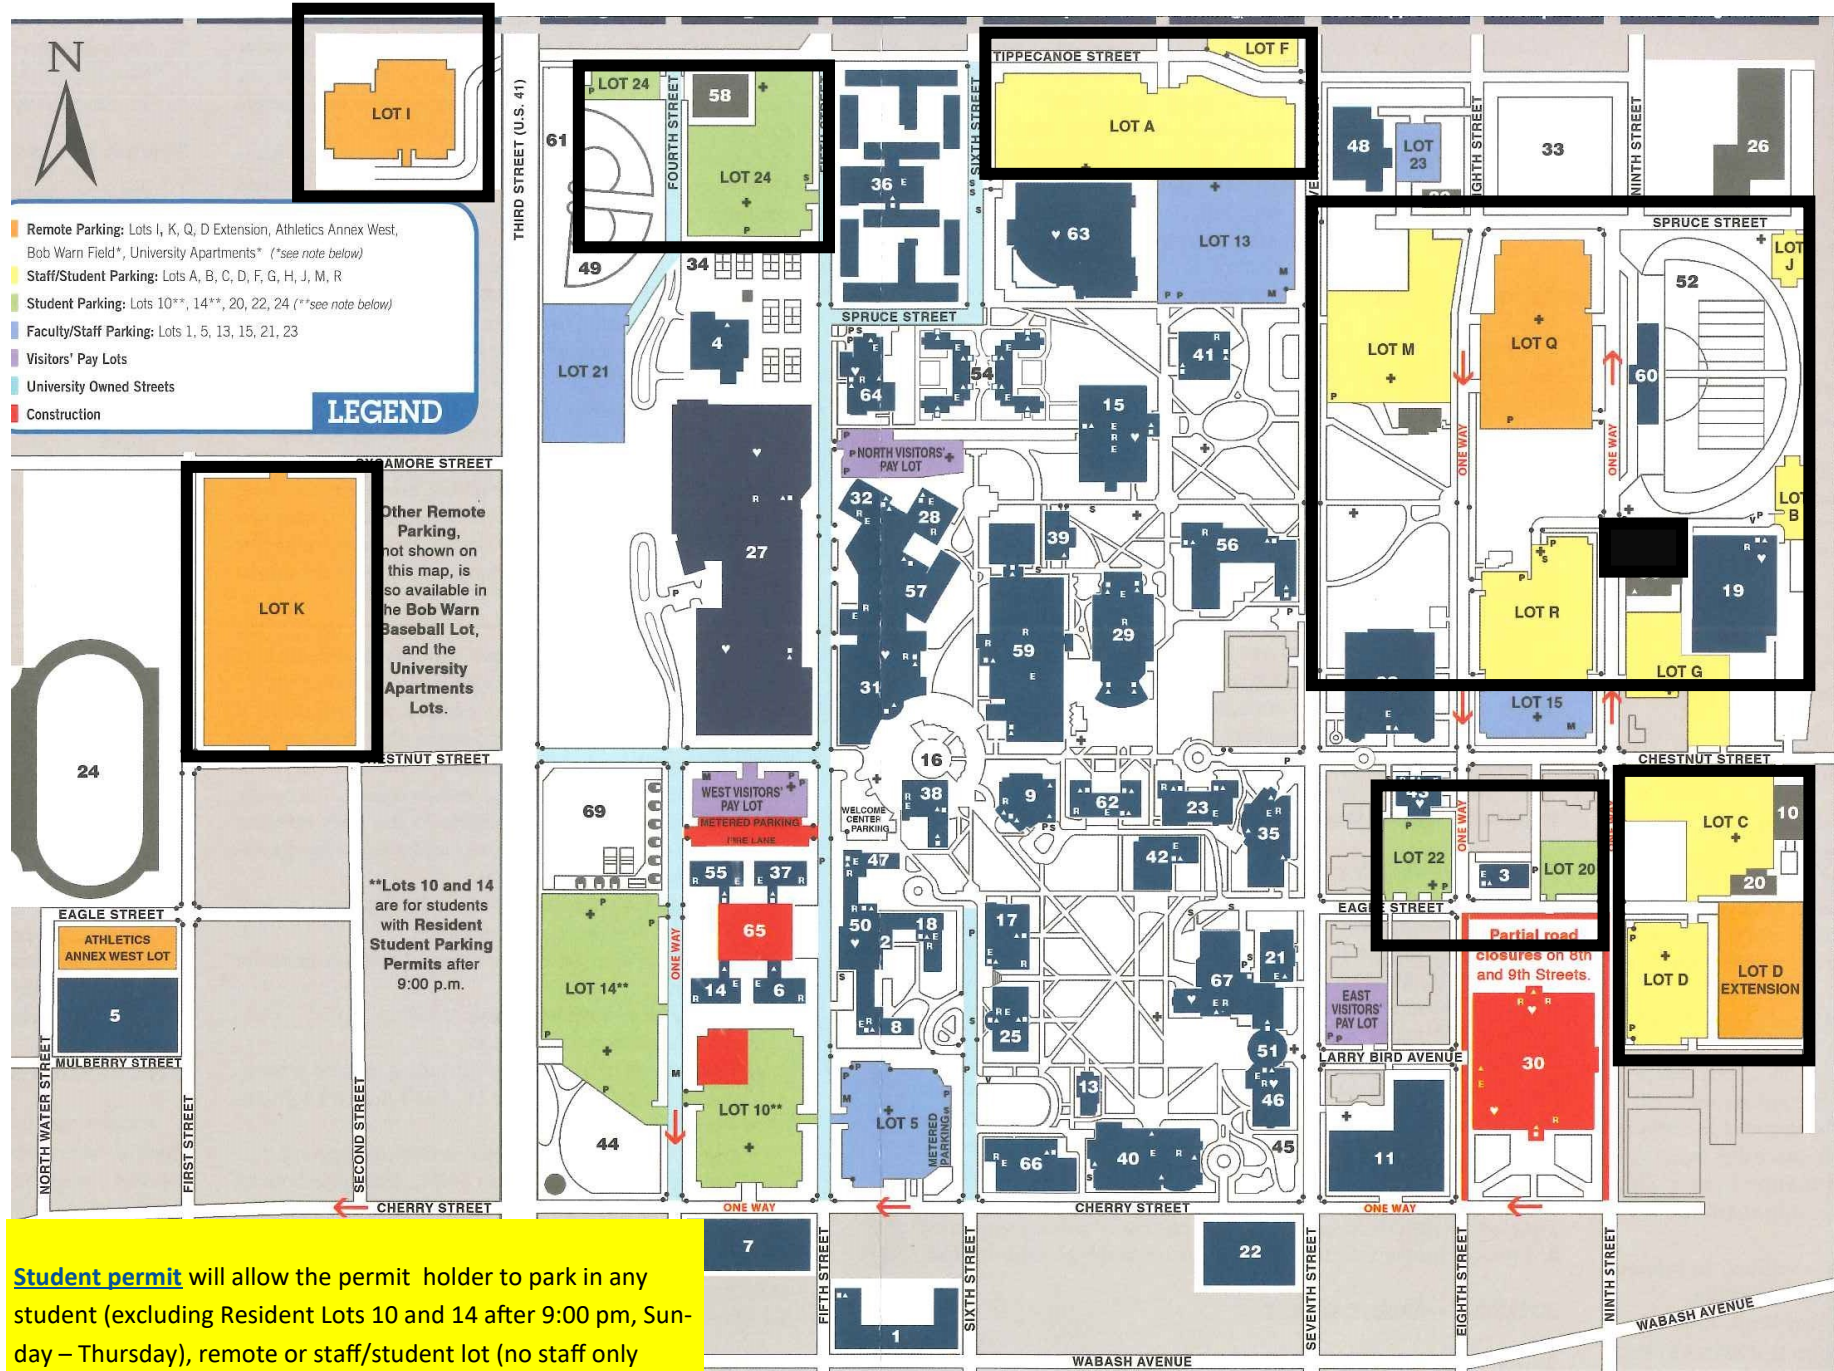 N
LOT I
TIPPECANOE STREET
LOT F
LOT A
LOT 24
58
61
LOT 24
THIRD STREET (U.S. 41)
FOURTH STREET
SIXTH STREET
36
E
48
LOT
23
33
NINTH STREET
26
Remote Parking: Lots I, K, Q, D Extension, Athletics Annex West,
Bob Warn Field*, University Apartments* (*see note below)
Staff/Student Parking: Lots A, B, C, D, F, G, H, J, M, R
Student Parking: Lots 10**, 14**, 20, 22, 24 (**see note below)
Faculty/Staff Parking: Lots 1, 5, 13, 15, 21, 23
Visitors' Pay Lots
University Owned Streets
Construction
LEGEND
49
34
63
LOT 13
SPRUCE STREET
LOT
J
52
SPRUCE STREET
4
LOT 21
64
54
41
15
LOT M
LOT Q
60
ONE WAY
ONE WAY
NORTH VISITORS'
PAY LOT
SYCAMORE STREET
LOT K
Other Remote
Parking,
not shown on
this map, is
so available in
he Bob Warn
Baseball Lot,
and the
University
Apartments
Lots.
27
32
28
57
31
39
59
29
56
LOT R
LOT G
19
LOT 15
24
CHESTNUT STREET
CHESTNUT STREET
16
69
WEST VISITORS'
PAY LOT
METERED PARKING
FIRE LANE
WELCOME
CENTER
PARKING
38
9
62
23
35
43
LOT C
10
20
LOT 22
3
LOT 20
ONE WAY
42
47
55
37
**Lots 10 and 14
are for students
with Resident
Student Parking
Permits after
9:00 p.m.
EAGLE STREET
ATHLETICS
ANNEX WEST LOT
5
MULBERRY STREET
LOT 14**
65
ONE WAY
14
6
50
2
18
8
17
25
67
21
EAGLE STREET
Partial road
closures on 8th
and 9th Streets.
LOT D
LOT D
EXTENSION
EAST
VISITORS'
PAY LOT
51
LARRY BIRD AVENUE
30
13
46
LOT 10**
LOT 5
METERED
PARKING
44
66
40
45
11
NORTH WATER STREET
FIRST STREET
SECOND STREET
CHERRY STREET
ONE WAY
CHERRY STREET
ONE WAY
7
22
1
FIFTH STREET
SIXTH STREET
SEVENTH STREET
EIGHTH STREET
NINTH STREET
WABASH AVENUE
WABASH AVENUE
Student permit will allow the permit holder to park in any
student (excluding Resident Lots 10 and 14 after 9:00 pm, Sun-
day – Thursday), remote or staff/student lot (no staff only